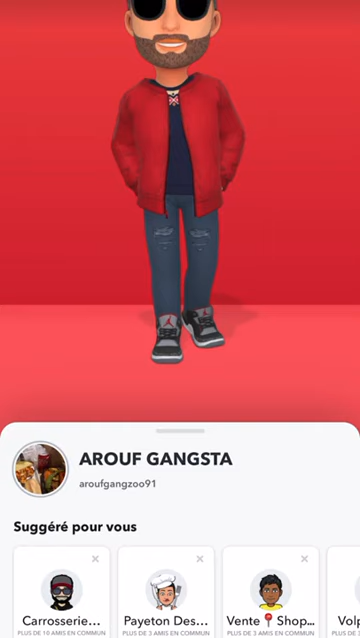 AROUF GANGSTA
aroufgangzoo91
Suggéré pour vous
Carrosserie...
Payeton Des...
Vente📍Shop...
Volp
PLUS DE 10 AMIS EN COMMUN
PLUS DE 3 AMIS EN COMMUN
PLUS DE 3 AMIS EN COMMUN
PLUS